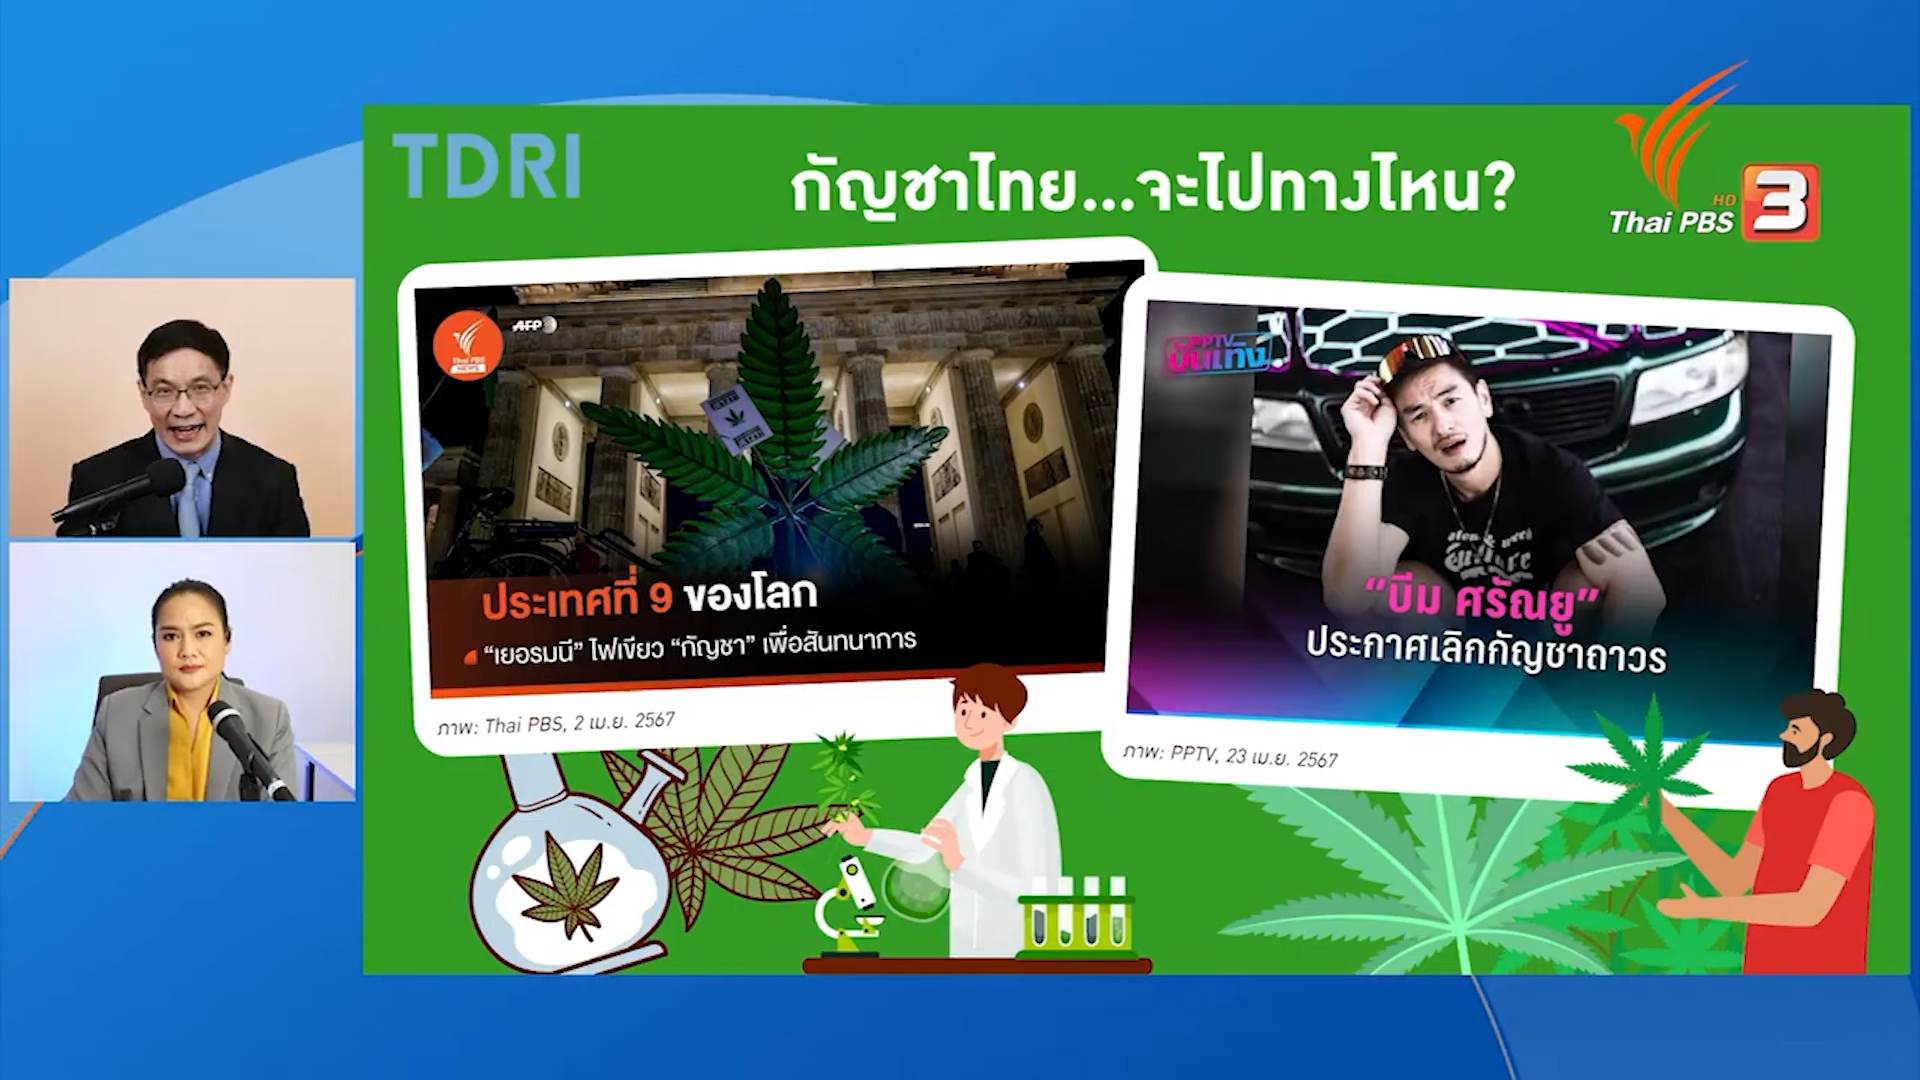 TDRI
กัญชาไทย...จะไปทางไหน?
HD
Thai PBS 3
AFP
Thai PBS
NEWS
ประเทศที่ 9 ของโลก
“เยอรมนี” ไฟเขียว “กัญชา” เพื่อสันทนาการ
ภาพ: Thai PBS, 2 เม.ย. 2567
PPTV
บันเทิง
“บีม ศรัณยู”
ประกาศเลิกกัญชาถาวร
ภาพ: PPTV, 23 เม.ย. 2567